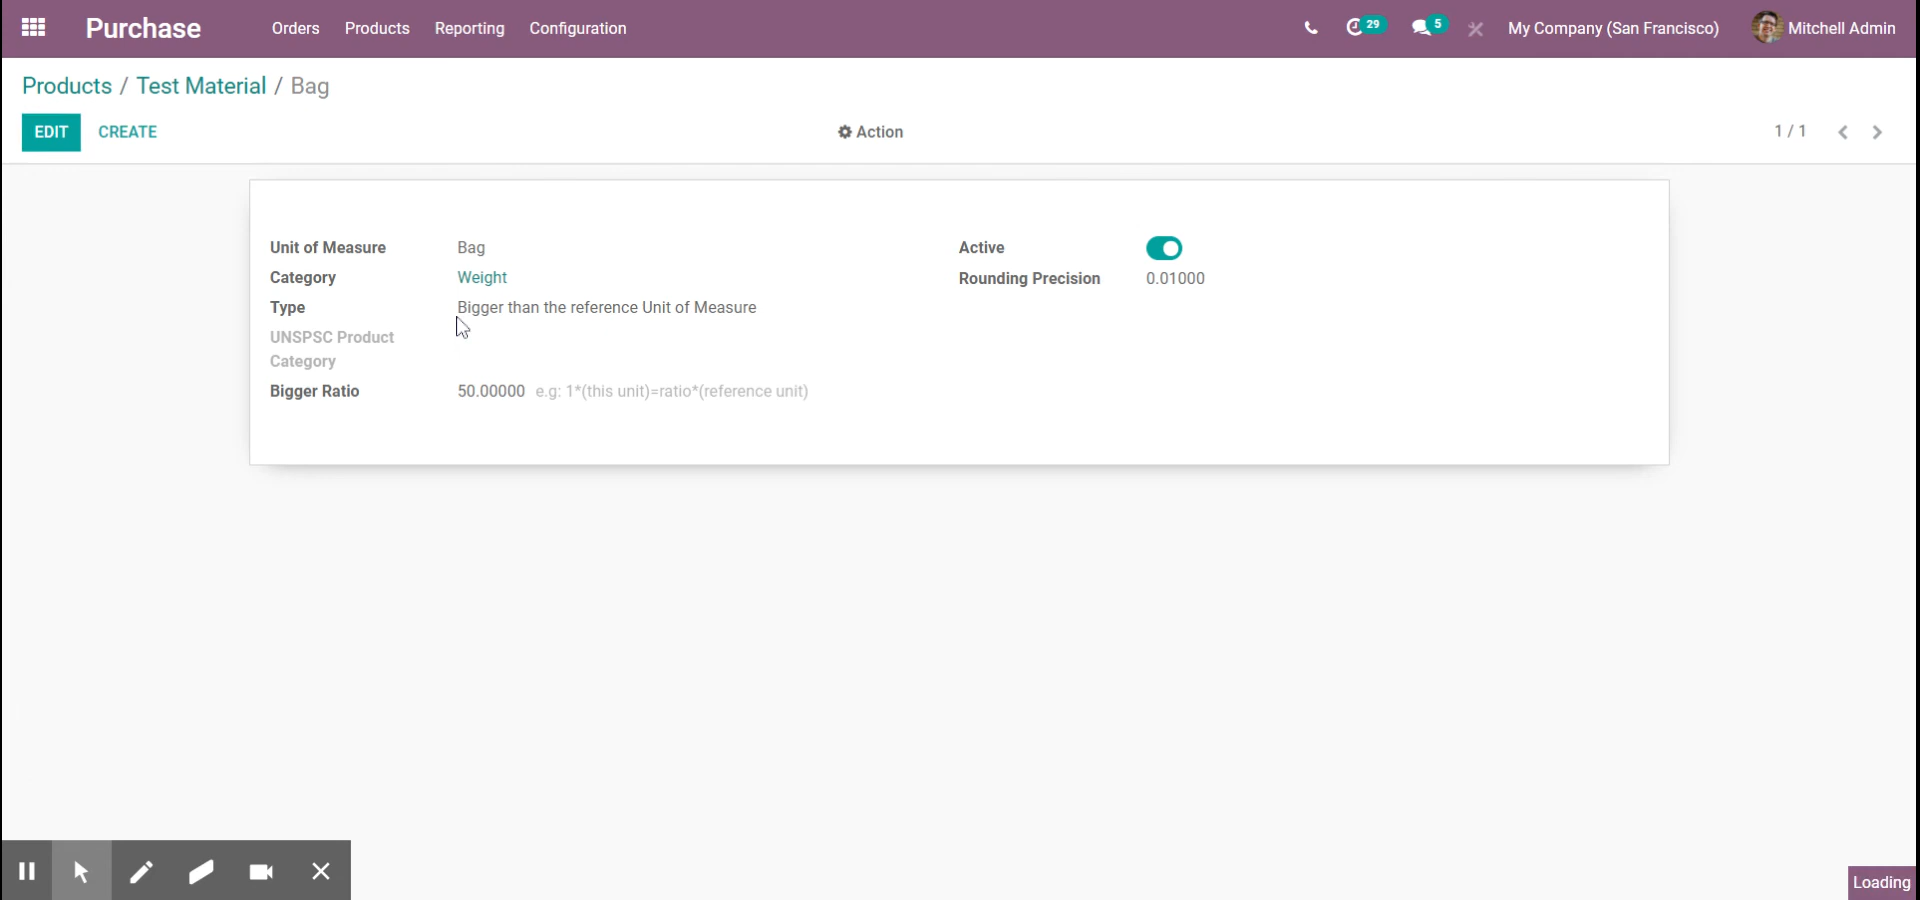 Purchase Orders Products Reporting Configuration 29 5 My Company (San Francisco) Mitchell Admin
Products / Test Material / Bag
EDIT CREATE Action 1 / 1
Unit of Measure Bag Active
Category Weight Rounding Precision 0.01000
Type Bigger than the reference Unit of Measure
UNSPSC Product
Category
Bigger Ratio 50.00000 e.g: 1*(this unit)=ratio*(reference unit)
Loading